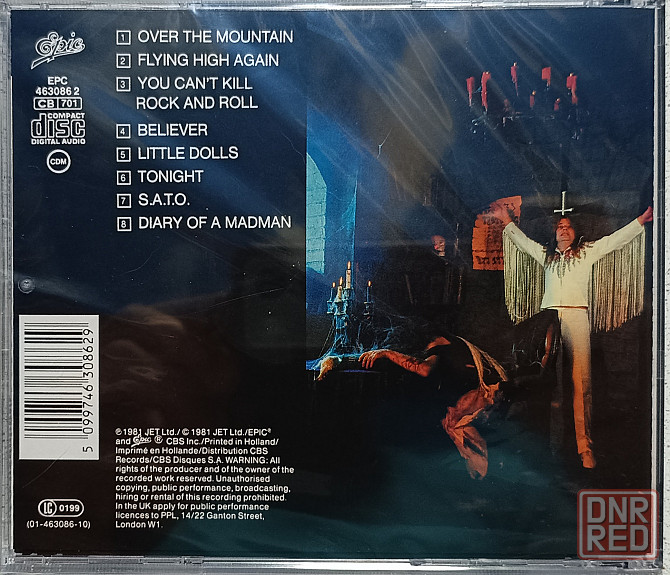 Epic
EPC
463086 2
CB 701
COMPACT
disc
DIGITAL AUDIO
CDM
1 OVER THE MOUNTAIN
2 FLYING HIGH AGAIN
3 YOU CAN'T KILL
ROCK AND ROLL
4 BELIEVER
5 LITTLE DOLLS
6 TONIGHT
7 S.A.T.O.
8 DIARY OF A MADMAN
5 099746 308629
LC 0199
(01-463086-10)
℗ 1981 JET Ltd./ © 1981 JET Ltd./EPIC®
and Epic ® CBS Inc./Printed in Holland/
Imprimé en Hollande/Distribution CBS
Records/CBS Disques S.A. WARNING: All
rights of the producer and of the owner of the
recorded work reserved. Unauthorised
copying, public performance, broadcasting,
hiring or rental of this recording prohibited.
In the UK apply for public performance
licences to PPL, 14/22 Ganton Street,
London W1.
DNR
RED